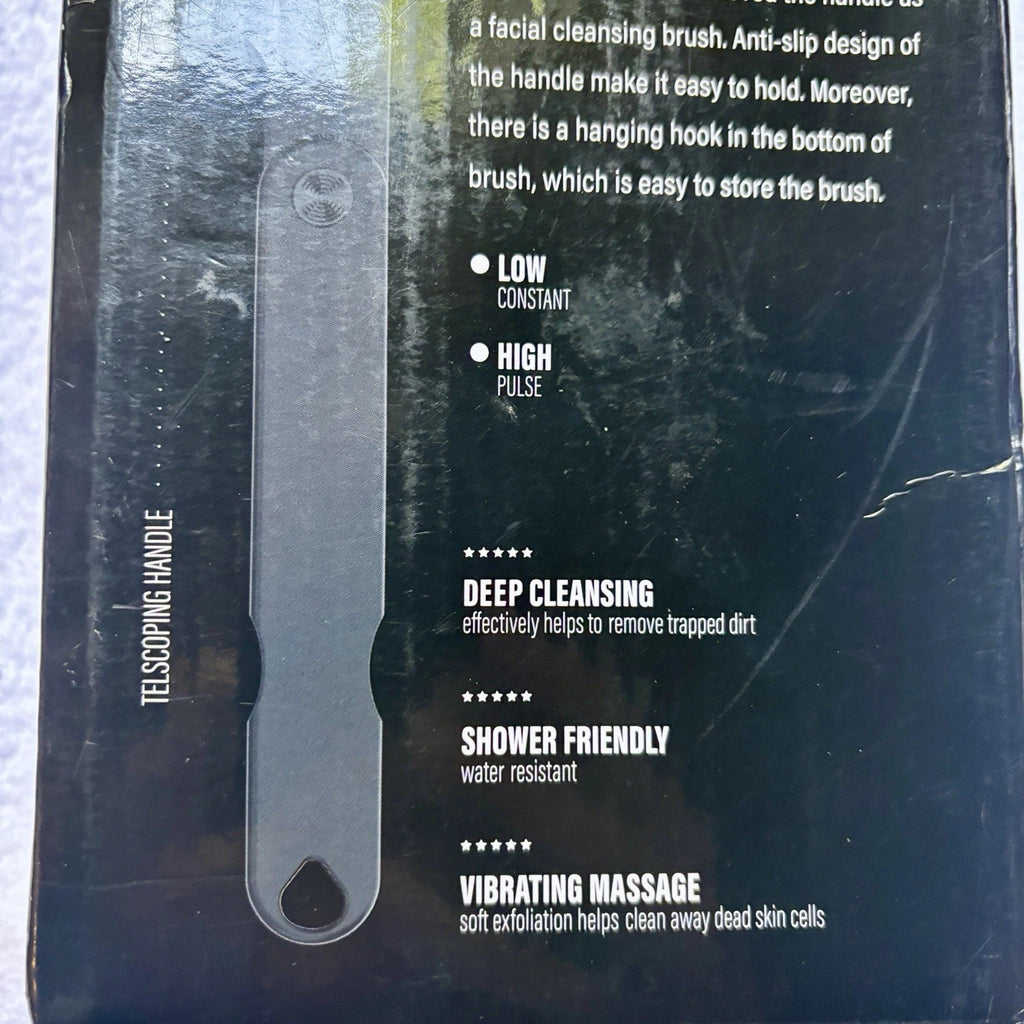 the handle as
a facial cleansing brush. Anti-slip design of
the handle make it easy to hold. Moreover,
there is a hanging hook in the bottom of
brush, which is easy to store the brush.
LOW
CONSTANT
HIGH
PULSE
TELSCOPING HANDLE
DEEP CLEANSING
effectively helps to remove trapped dirt
SHOWER FRIENDLY
water resistant
VIBRATING MASSAGE
soft exfoliation helps clean away dead skin cells